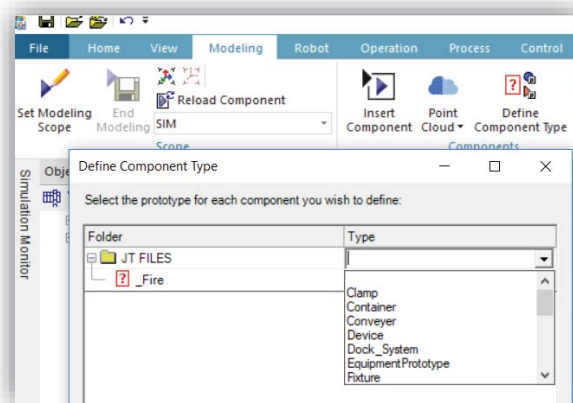 File Home View Modeling Robot Operation Process Control
Set Modeling Scope
End Modeling
Reload Component
SIM
Scope
Insert Component
Point Cloud
Define Component Type
Components
Simulation Monitor
Obje
Define Component Type
Select the prototype for each component you wish to define:
Folder Type
JT FILES
_Fire
Clamp
Container
Conveyer
Device
Dock_System
EquipmentPrototype
Fixture